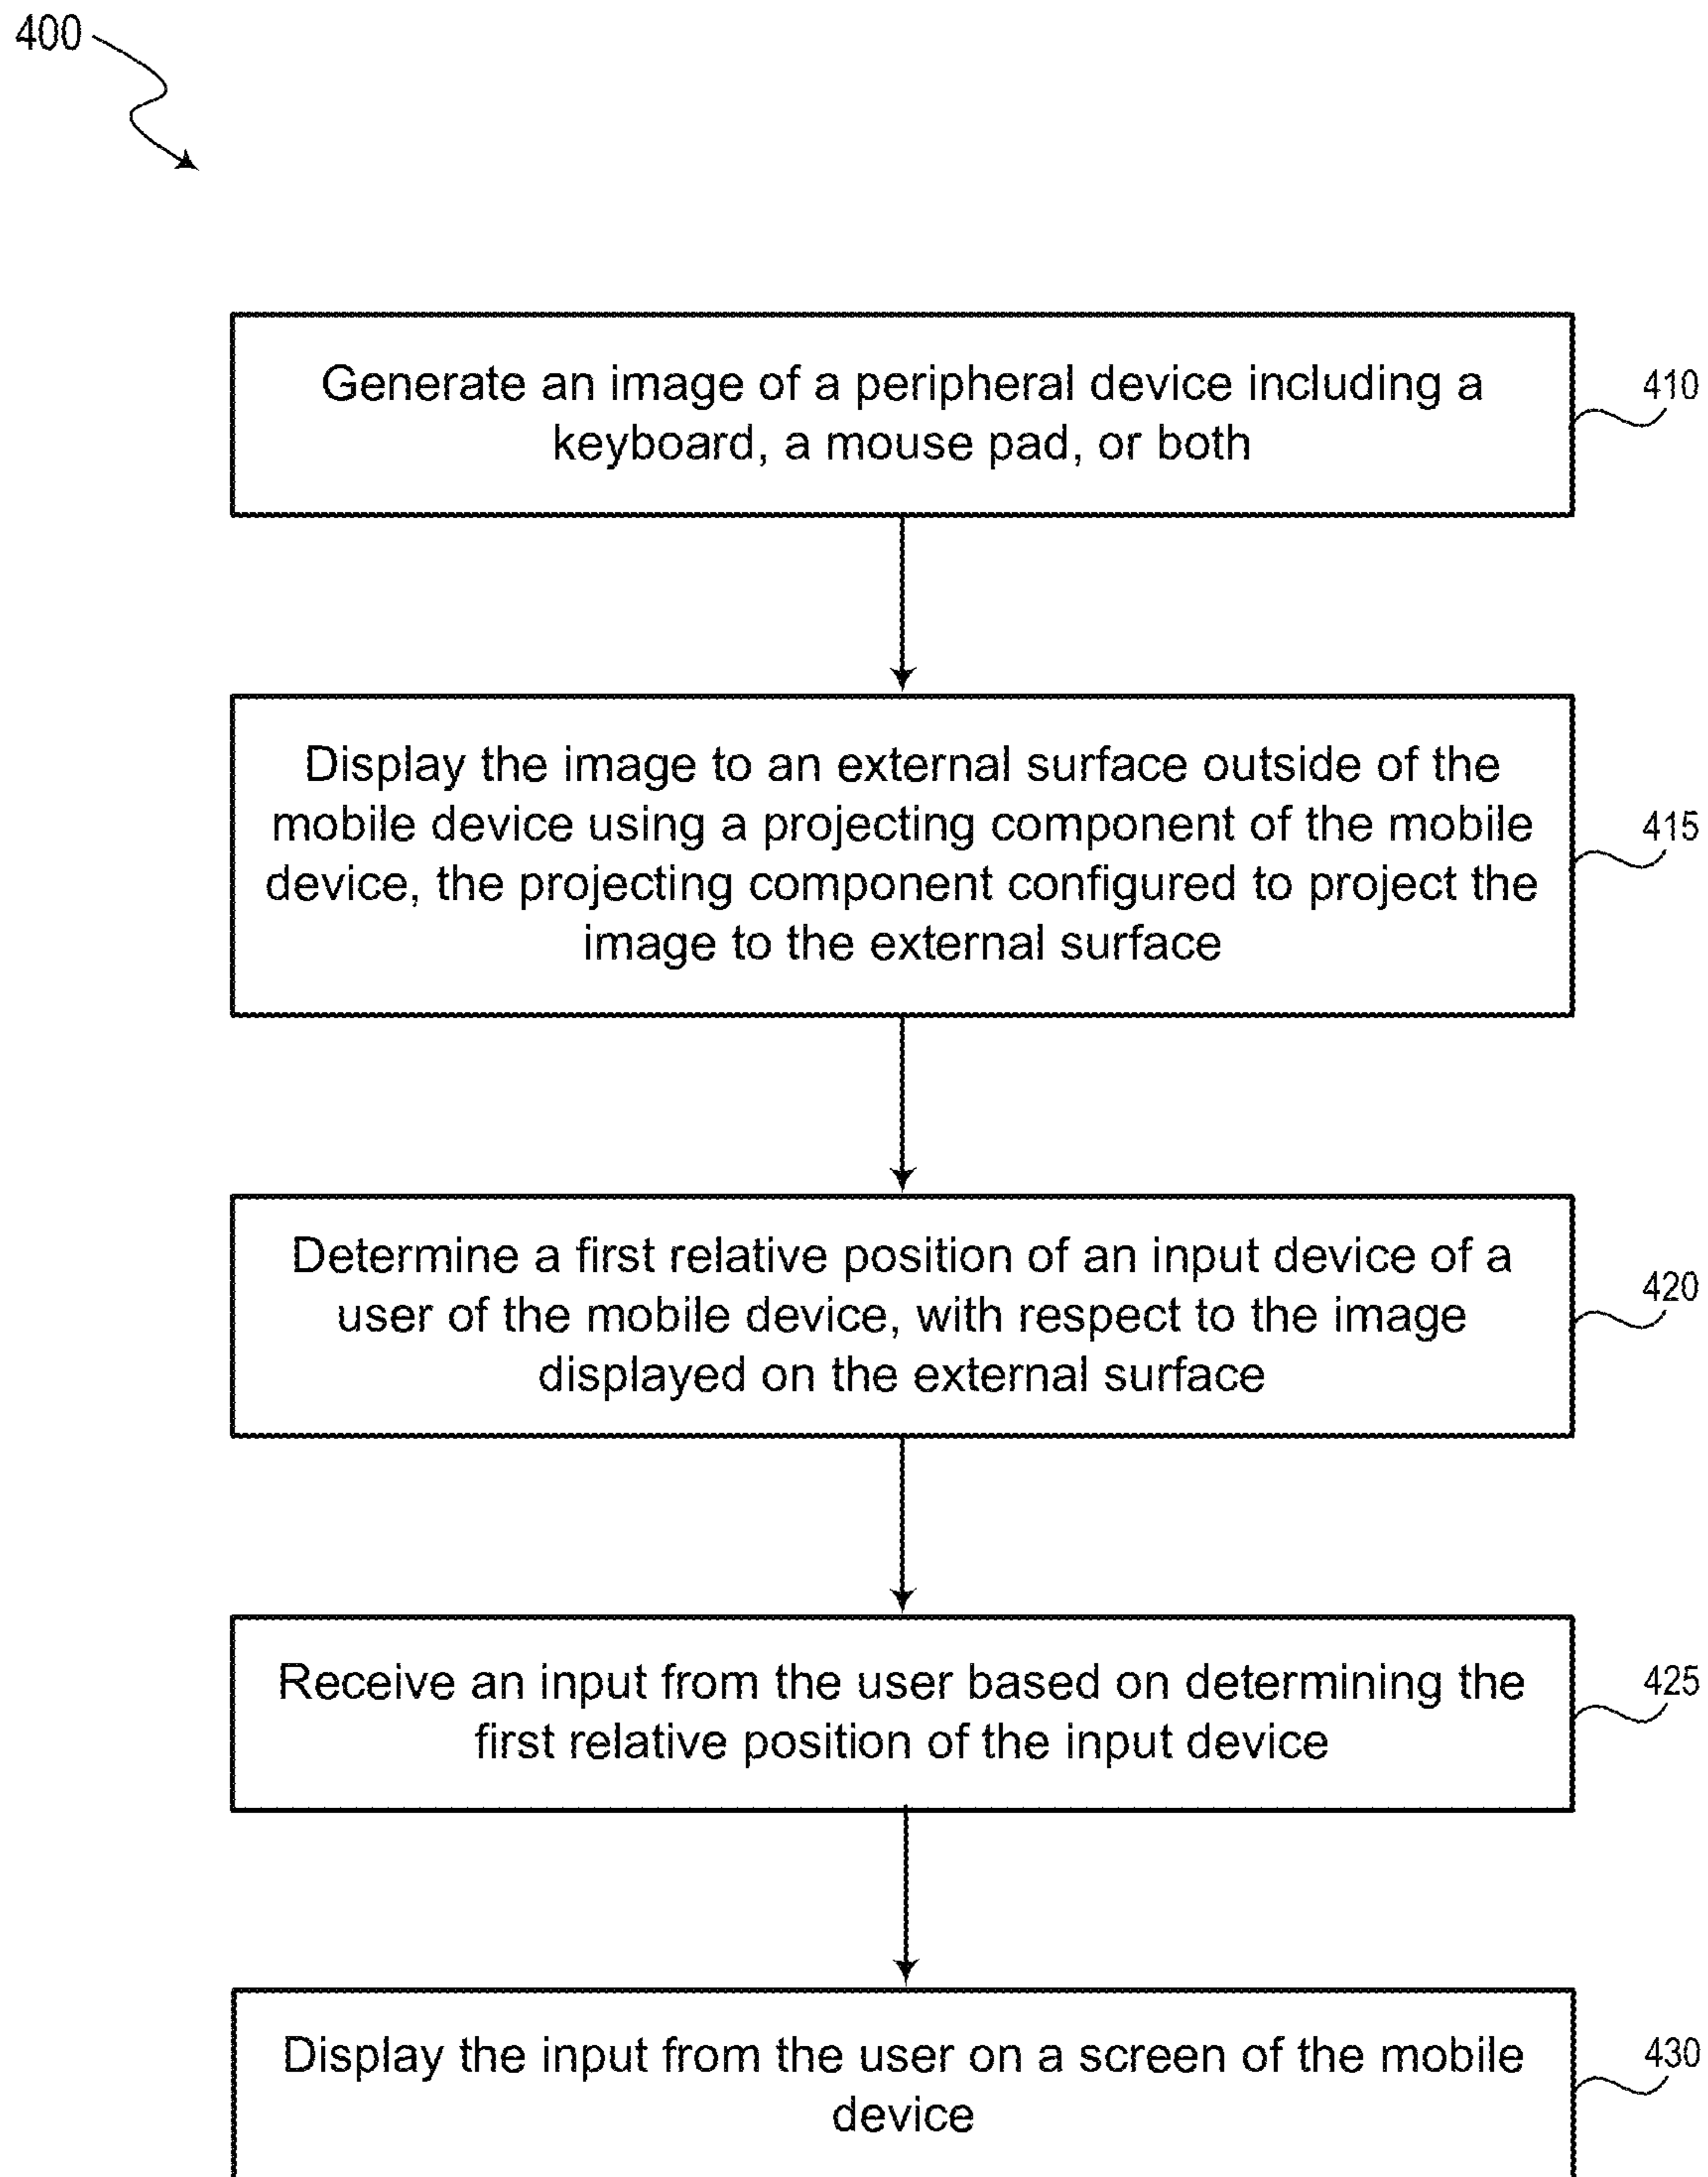 400
Generate an image of a peripheral device including a
keyboard, a mouse pad, or both
410
Display the image to an external surface outside of the
mobile device using a projecting component of the mobile
device, the projecting component configured to project the
image to the external surface
415
Determine a first relative position of an input device of a
user of the mobile device, with respect to the image
displayed on the external surface
420
Receive an input from the user based on determining the
first relative position of the input device
425
Display the input from the user on a screen of the mobile
device
430